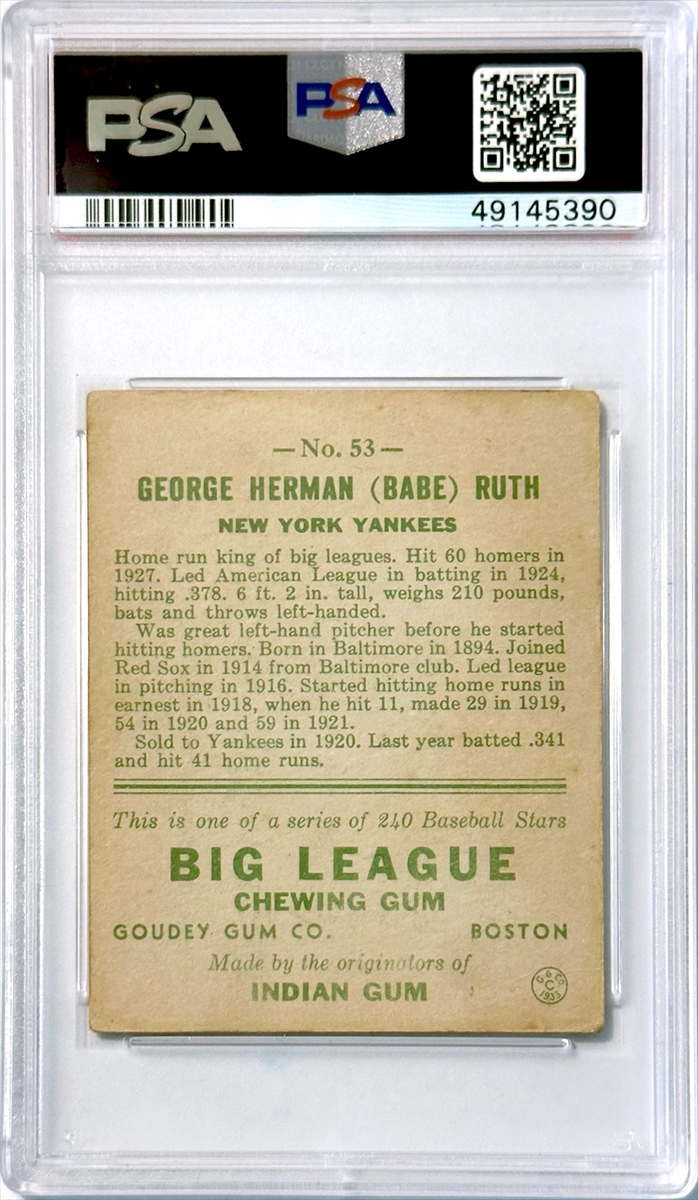 PSA
PSA
49145390
— No. 53 —
GEORGE HERMAN (BABE) RUTH
NEW YORK YANKEES
Home run king of big leagues. Hit 60 homers in
1927. Led American League in batting in 1924,
hitting .378. 6 ft. 2 in. tall, weighs 210 pounds,
bats and throws left-handed.
Was great left-hand pitcher before he started
hitting homers. Born in Baltimore in 1894. Joined
Red Sox in 1914 from Baltimore club. Led league
in pitching in 1916. Started hitting home runs in
earnest in 1918, when he hit 11, made 29 in 1919,
54 in 1920 and 59 in 1921.
Sold to Yankees in 1920. Last year batted .341
and hit 41 home runs.
This is one of a series of 240 Baseball Stars
BIG LEAGUE
CHEWING GUM
GOUDEY GUM CO. BOSTON
Made by the originators of
INDIAN GUM
G. G. CO.
C
1933